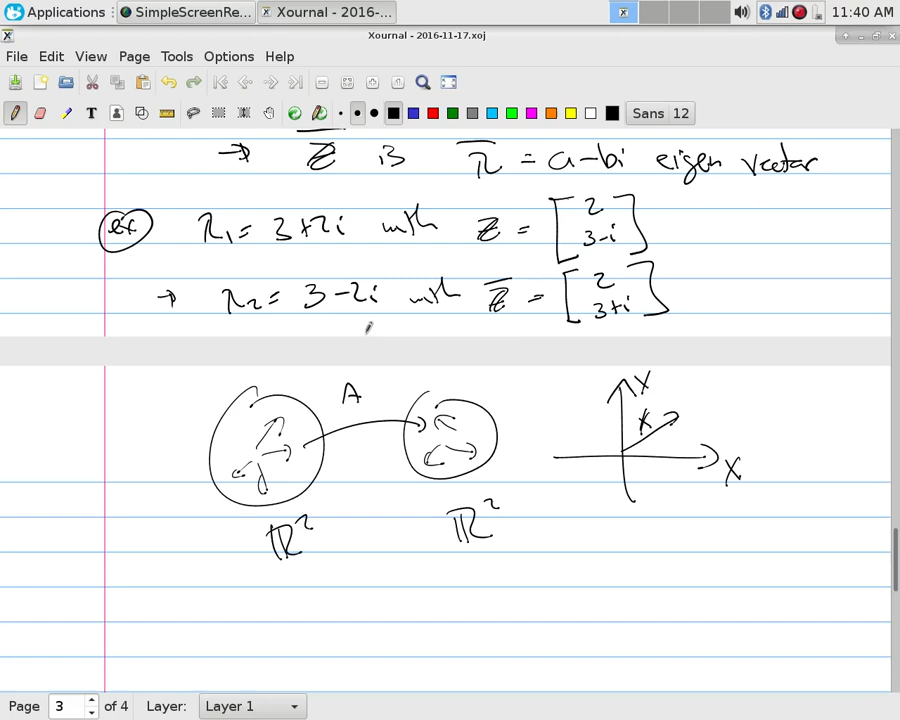 Applications SimpleScreenRe... Xournal - 2016-... 11:40 AM
Xournal - 2016-11-17.xoj
File Edit View Page Tools Options Help
Sans 12
→ z̄ is λ̄ = a-bi eigen vector
ex λ₁ = 3+2i with z = [2 3-i]
→ λ₂ = 3-2i with z̄ = [2 3+i]
A
X
X
ℝ² ℝ²
Page 3 of 4 Layer: Layer 1